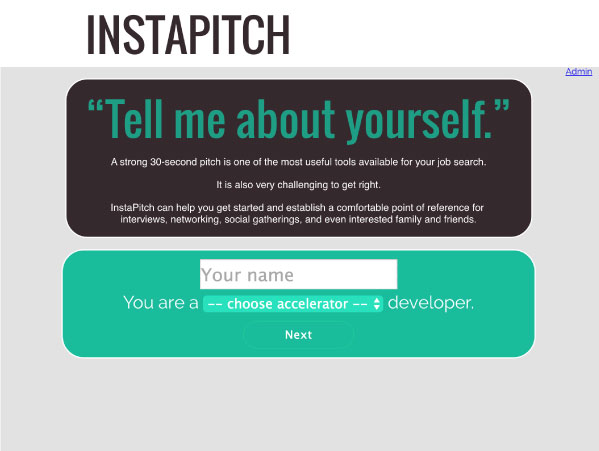 INSTAPITCH
Admin
“Tell me about yourself.”
A strong 30-second pitch is one of the most useful tools available for your job search.
It is also very challenging to get right.
InstaPitch can help you get started and establish a comfortable point of reference for
interviews, networking, social gatherings, and even interested family and friends.
Your name
You are a -- choose accelerator -- developer.
Next